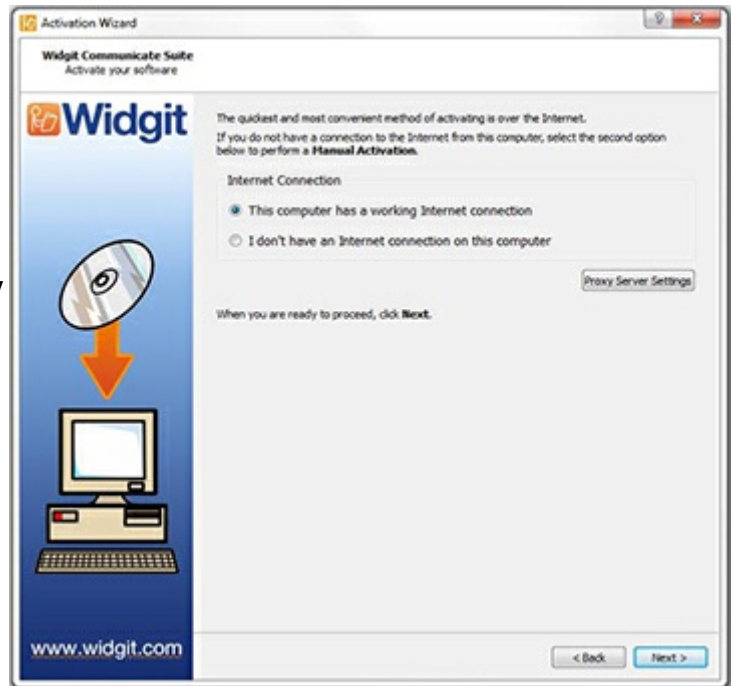 Activation Wizard
Widgit Communicate Suite
Activate your software
Widgit
The quickest and most convenient method of activating is over the Internet.
If you do not have a connection to the Internet from this computer, select the second option
below to perform a Manual Activation.
Internet Connection
This computer has a working Internet connection
I don't have an Internet connection on this computer
Proxy Server Settings
When you are ready to proceed, click Next.
www.widgit.com
< Back
Next >